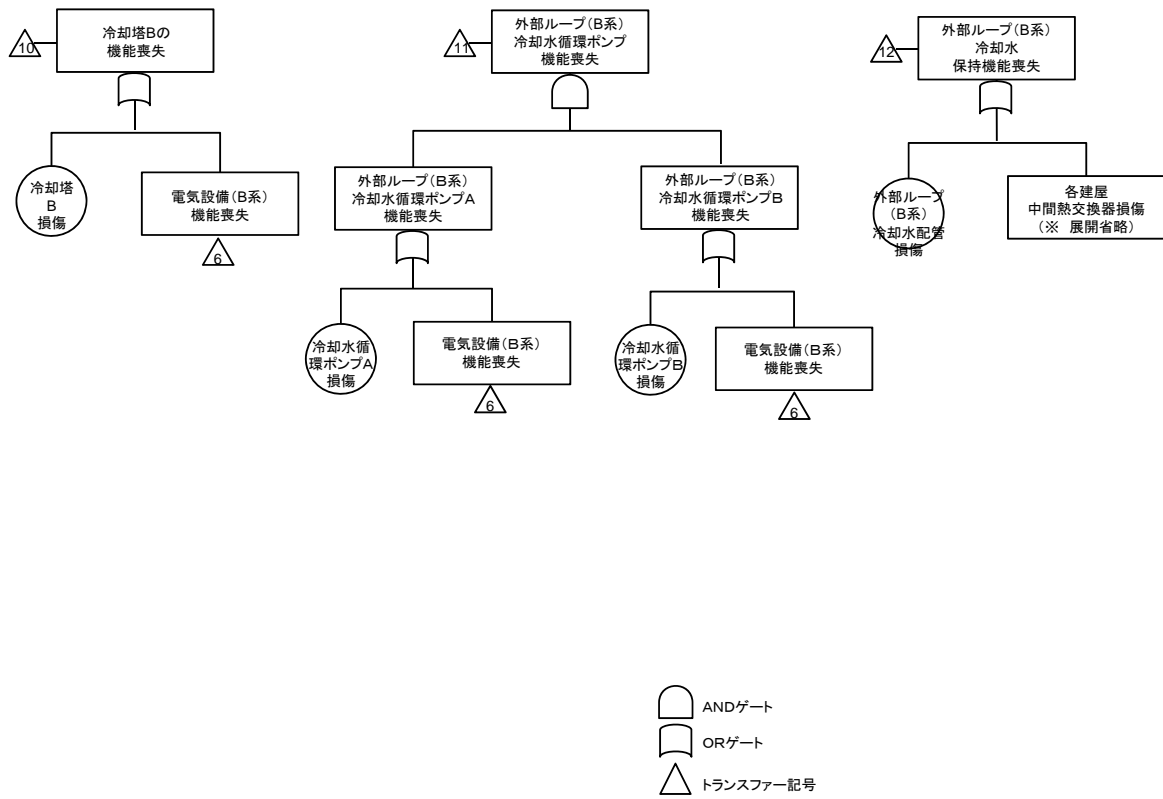 10
冷却塔Bの
機能喪失
11
外部ループ(B系)
冷却水循環ポンプ
機能喪失
12
外部ループ(B系)
冷却水
保持機能喪失
冷却塔
B
損傷
電気設備(B系)
機能喪失
6
外部ループ(B系)
冷却水循環ポンプA
機能喪失
外部ループ(B系)
冷却水循環ポンプB
機能喪失
外部ループ
(B系)
冷却水配管
損傷
各建屋
中間熱交換器損傷
(※ 展開省略)
冷却水循
環ポンプA
損傷
電気設備(B系)
機能喪失
6
冷却水循
環ポンプB
損傷
電気設備(B系)
機能喪失
6
ANDゲート
ORゲート
トランスファー記号